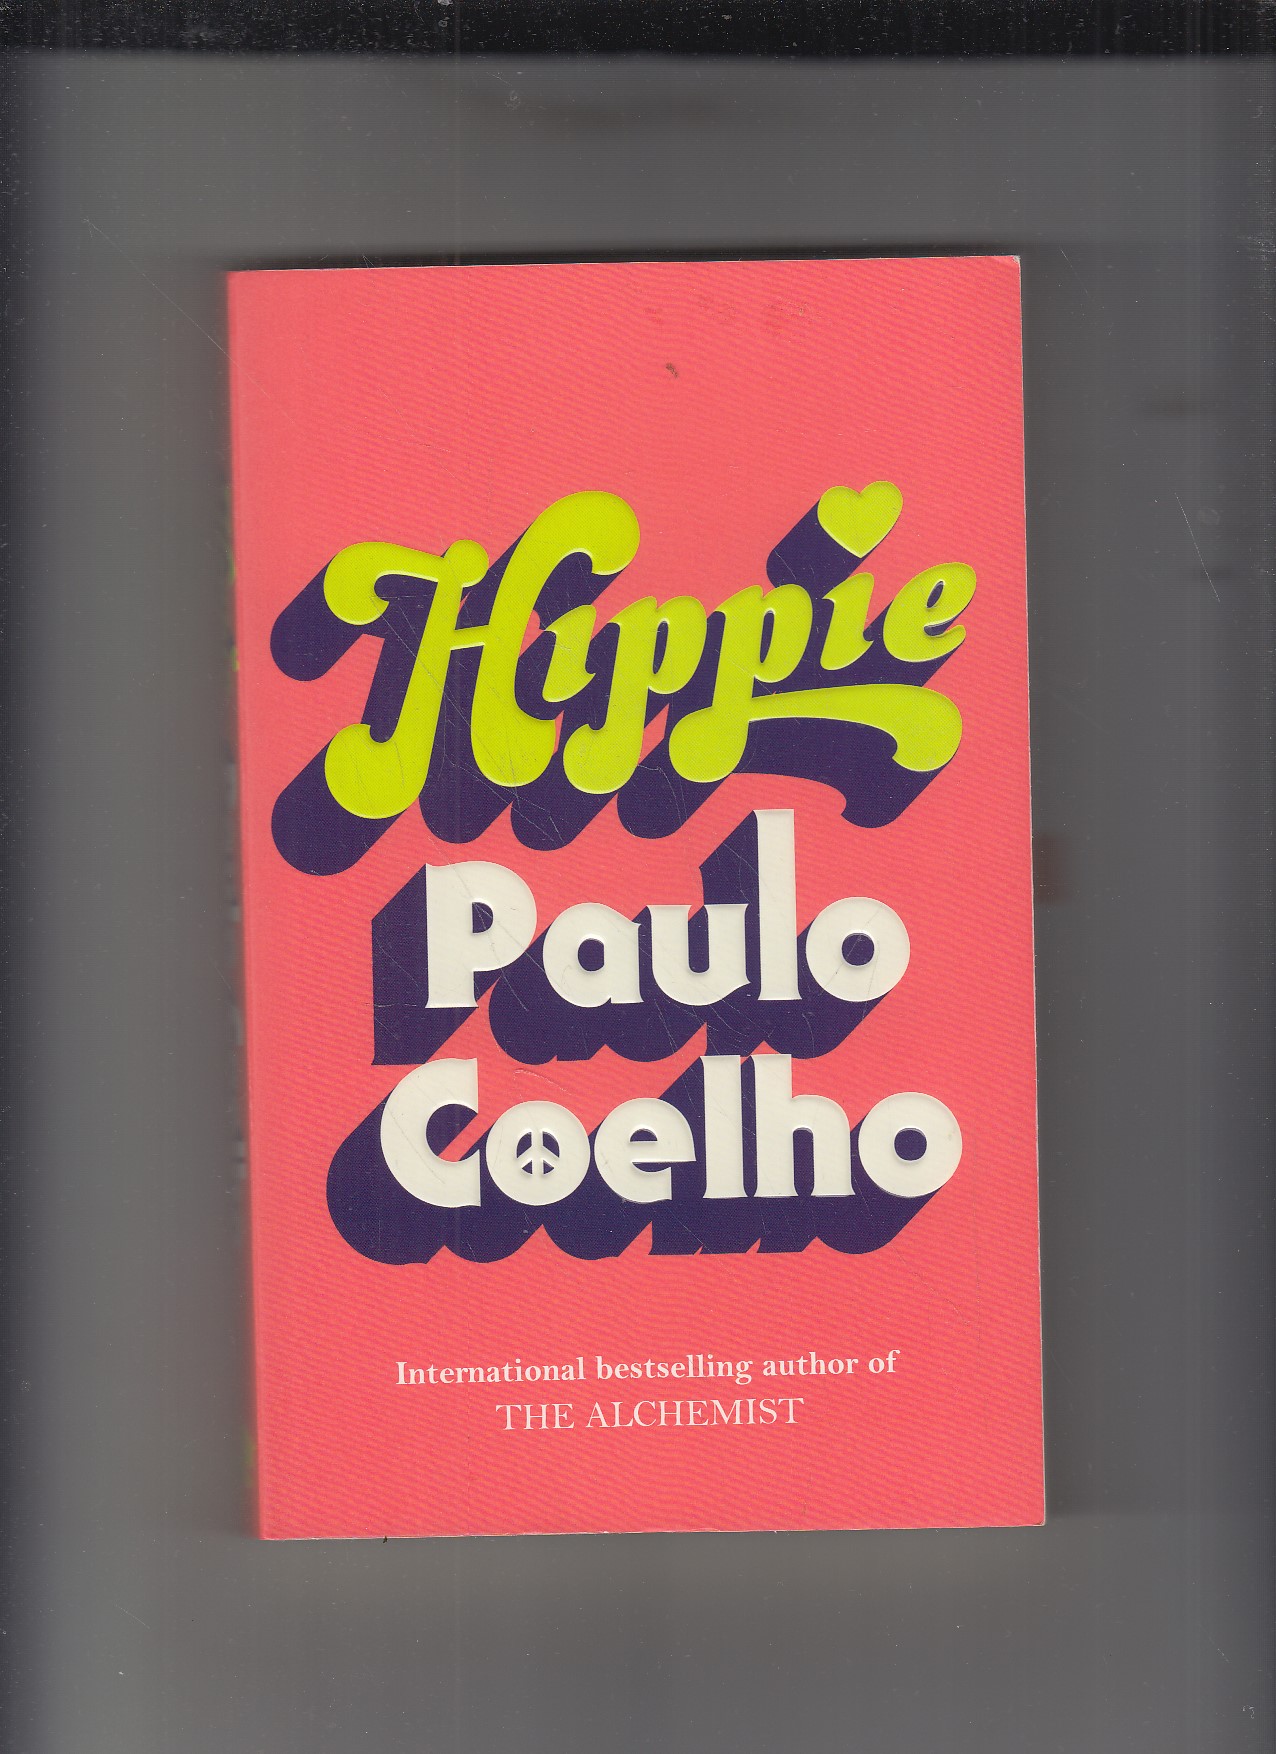 Hippie
Paulo
Coelho
International bestselling author of
THE ALCHEMIST